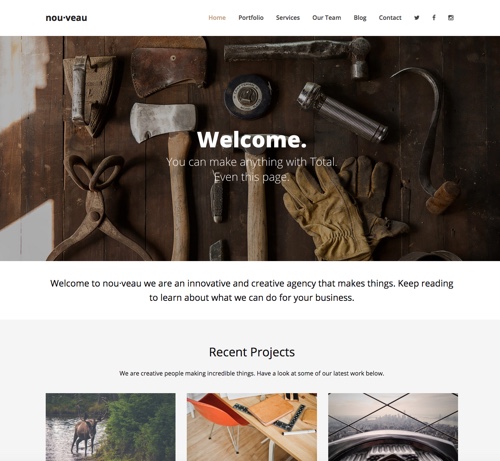 nou•veau
Home Portfolio Services Our Team Blog Contact
Welcome.
You can make anything with Total.
Even this page.
Welcome to nou•veau we are an innovative and creative agency that makes things. Keep reading
to learn about what we can do for your business.
Recent Projects
We are creative people making incredible things. Have a look at some of our latest work below.